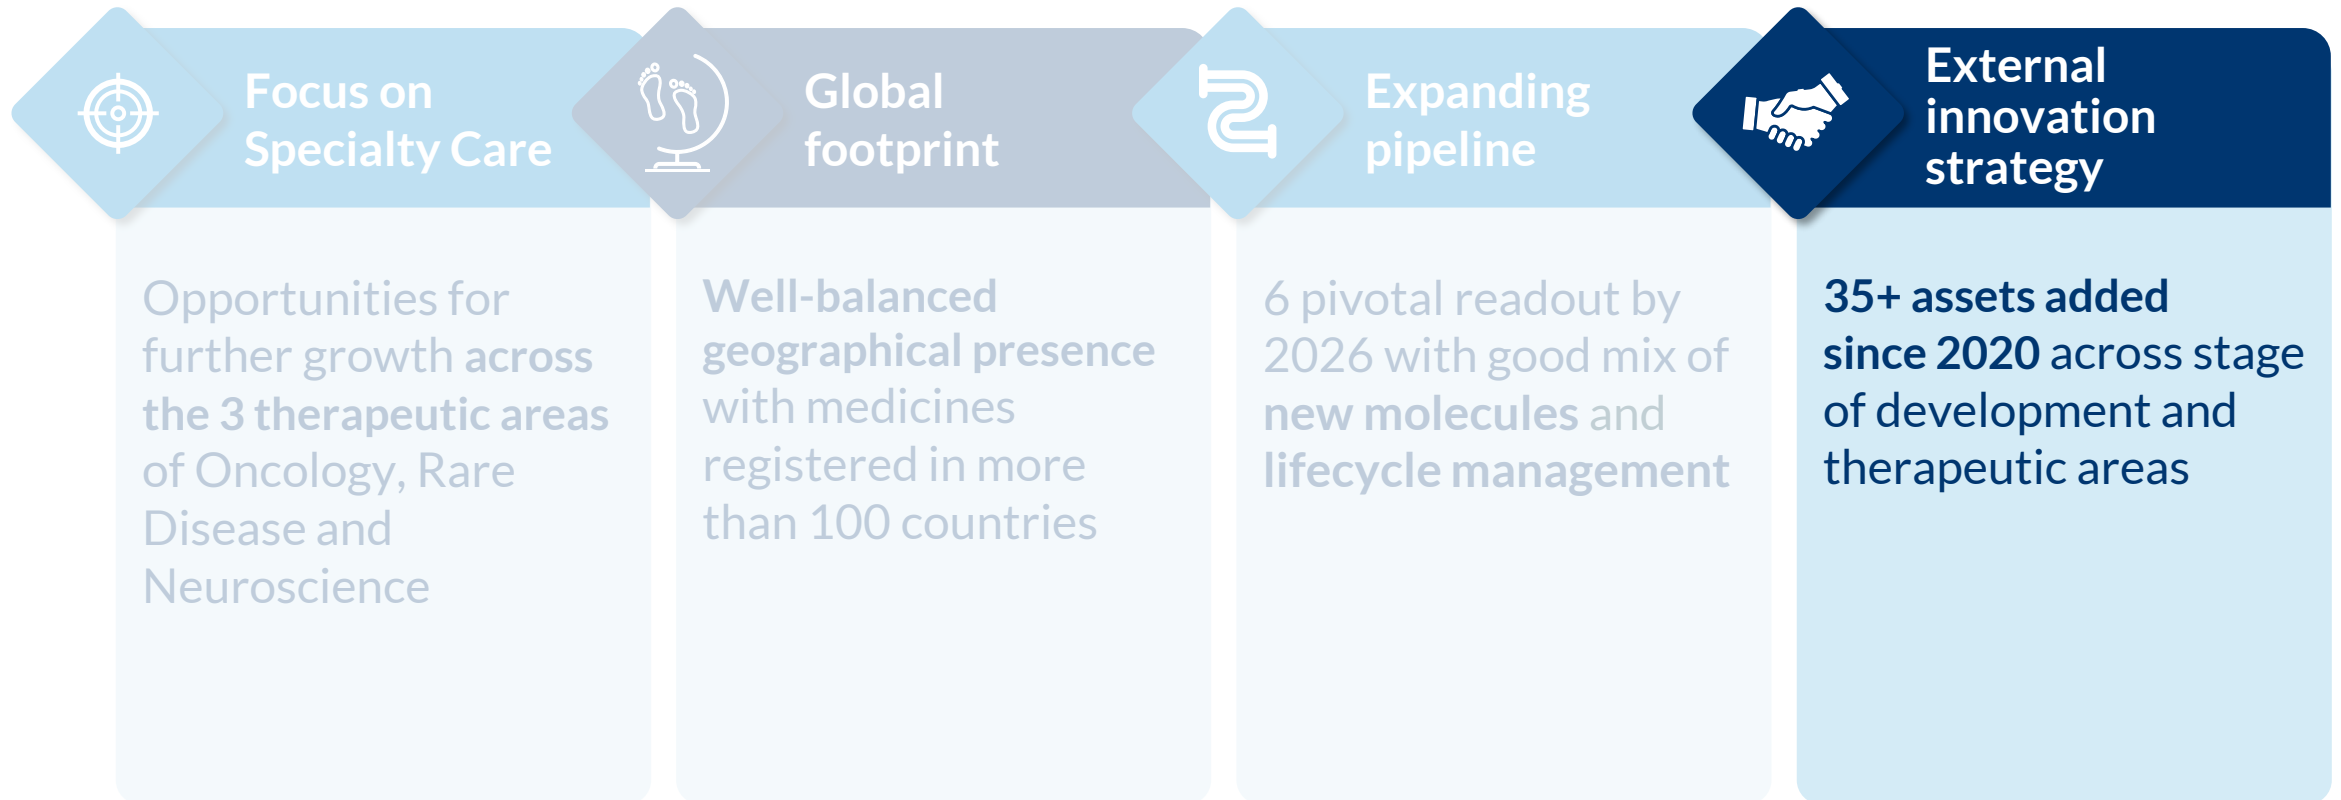 Focus on
Specialty Care
Opportunities for
further growth across
the 3 therapeutic areas
of Oncology, Rare
Disease and
Neuroscience
Global
footprint
Well-balanced
geographical presence
with medicines
registered in more
than 100 countries
Expanding
pipeline
6 pivotal readout by
2026 with good mix of
new molecules and
lifecycle management
External
innovation
strategy
35+ assets added
since 2020 across stage
of development and
therapeutic areas